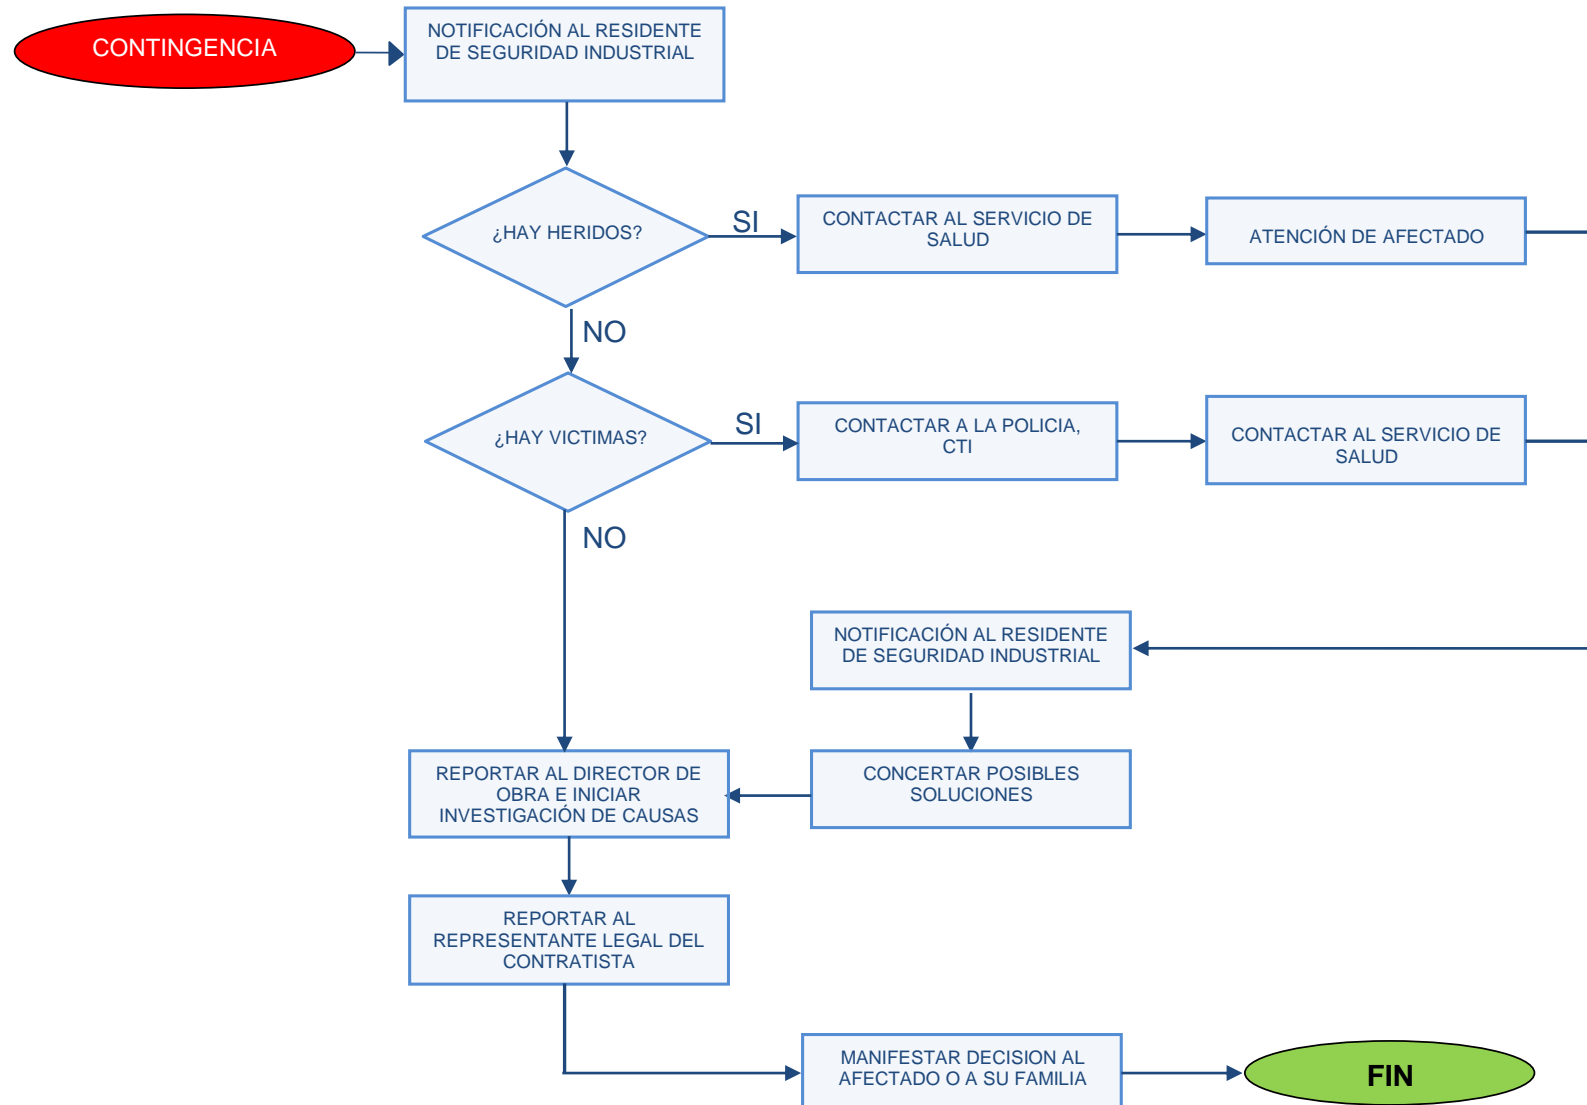 CONTINGENCIA
NOTIFICACIÓN AL RESIDENTE
DE SEGURIDAD INDUSTRIAL
¿HAY HERIDOS?
SI
CONTACTAR AL SERVICIO DE
SALUD
ATENCIÓN DE AFECTADO
NO
¿HAY VICTIMAS?
SI
CONTACTAR A LA POLICIA,
CTI
CONTACTAR AL SERVICIO DE
SALUD
NO
NOTIFICACIÓN AL RESIDENTE
DE SEGURIDAD INDUSTRIAL
REPORTAR AL DIRECTOR DE
OBRA E INICIAR
INVESTIGACIÓN DE CAUSAS
CONCERTAR POSIBLES
SOLUCIONES
REPORTAR AL
REPRESENTANTE LEGAL DEL
CONTRATISTA
MANIFESTAR DECISION AL
AFECTADO O A SU FAMILIA
FIN